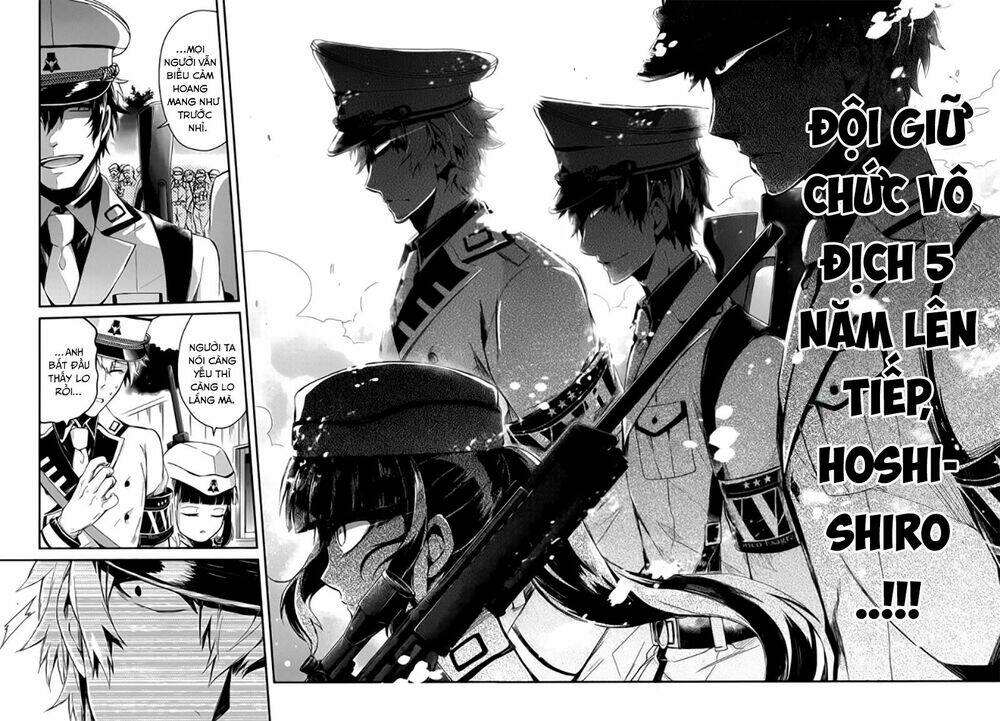 ĐỘI GIỮ
CHỨC VÔ
ĐỊCH 5
NĂM LÊN
TIẾP,
HOSHI-
SHIRO
..!!!
...MỌI
NGƯỜI VẪN
BIỂU CẢM
HOANG
MANG NHƯ
TRƯỚC
NHỈ.
NGƯỜI TA
NÓI CÀNG
YẾU THÌ
CÀNG LO
LẮNG MÀ.
...ANH
BẮT ĐẦU
THẤY LO
RỒI...